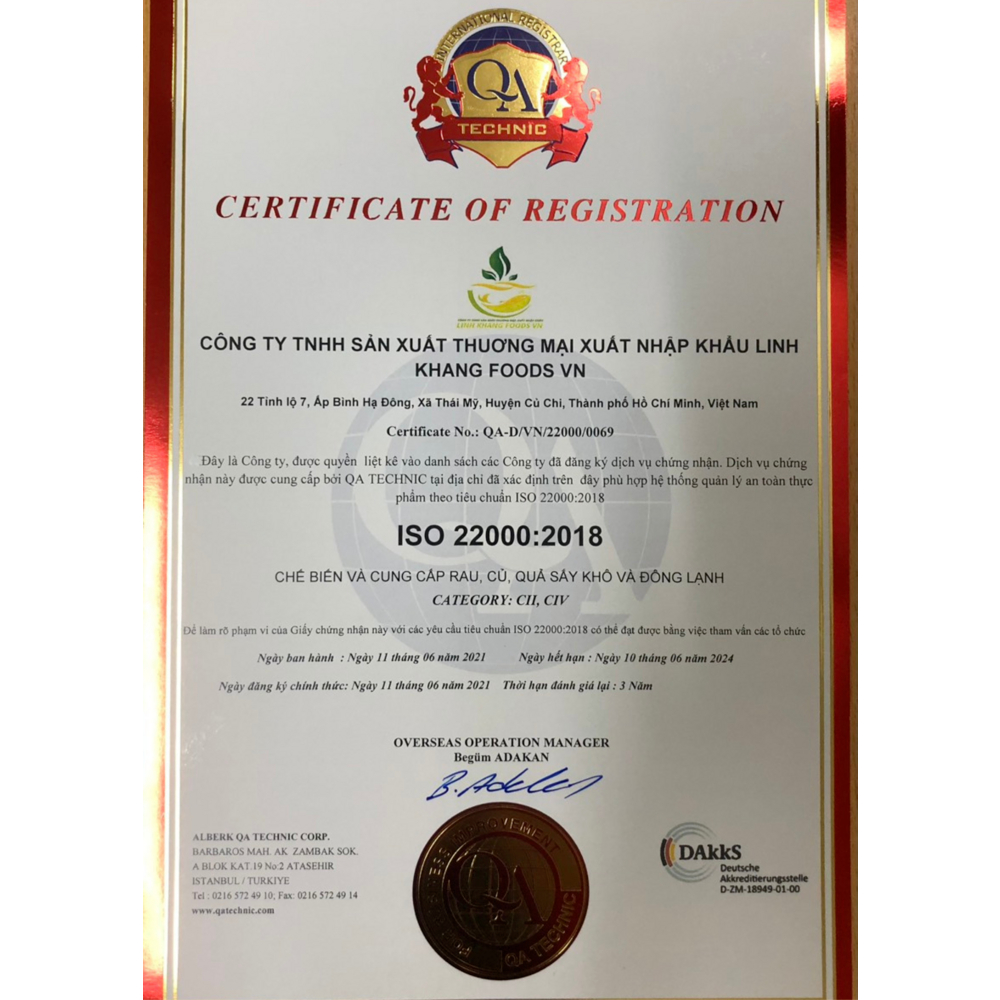 INTERNATIONAL REGISTRAR
QA
TECHNIC
CERTIFICATE OF REGISTRATION
LINH KHANG FOODS VN
CÔNG TY TNHH SẢN XUẤT THUƠNG MẠI XUẤT NHẬP KHẨU LINH
KHANG FOODS VN
22 Tỉnh lộ 7, Ấp Bình Hạ Đông, Xã Thái Mỹ, Huyện Củ Chi, Thành phố Hồ Chí Minh, Việt Nam
Certificate No.: QA-D/VN/22000/0069
Đây là Công ty, được quyền liệt kê vào danh sách các Công ty đã đăng ký dịch vụ chứng nhận. Dịch vụ chứng
nhận này được cung cấp bởi QA TECHNIC tại địa chỉ đã xác định trên đây phù hợp hệ thống quản lý an toàn thực
phẩm theo tiêu chuẩn ISO 22000:2018
ISO 22000:2018
CHẾ BIẾN VÀ CUNG CẤP RAU, CỦ, QUẢ SẤY KHÔ VÀ ĐÔNG LẠNH
CATEGORY: CII, CIV
Để làm rõ phạm vi của Giấy chứng nhận này với các yêu cầu tiêu chuẩn ISO 22000:2018 có thể đạt được bằng việc tham vấn các tổ chức
Ngày ban hành : Ngày 11 tháng 06 năm 2021 Ngày hết hạn : Ngày 10 tháng 06 năm 2024
Ngày đăng ký chính thức: Ngày 11 tháng 06 năm 2021 Thời hạn đánh giá lại : 3 Năm
OVERSEAS OPERATION MANAGER
Begüm ADAKAN
ALBERK QA TECHNIC CORP.
BARBAROS MAH. AK. ZAMBAK SOK.
A BLOK KAT.19 No:2 ATASEHIR
ISTANBUL / TURKIYE
Tel : 0216 572 49 10; Fax: 0216 572 49 14
www.qatechnic.com
QA
QA TECHNIC
DAkkS
Deutsche
Akkreditierungsstelle
D-ZM-18949-01-00